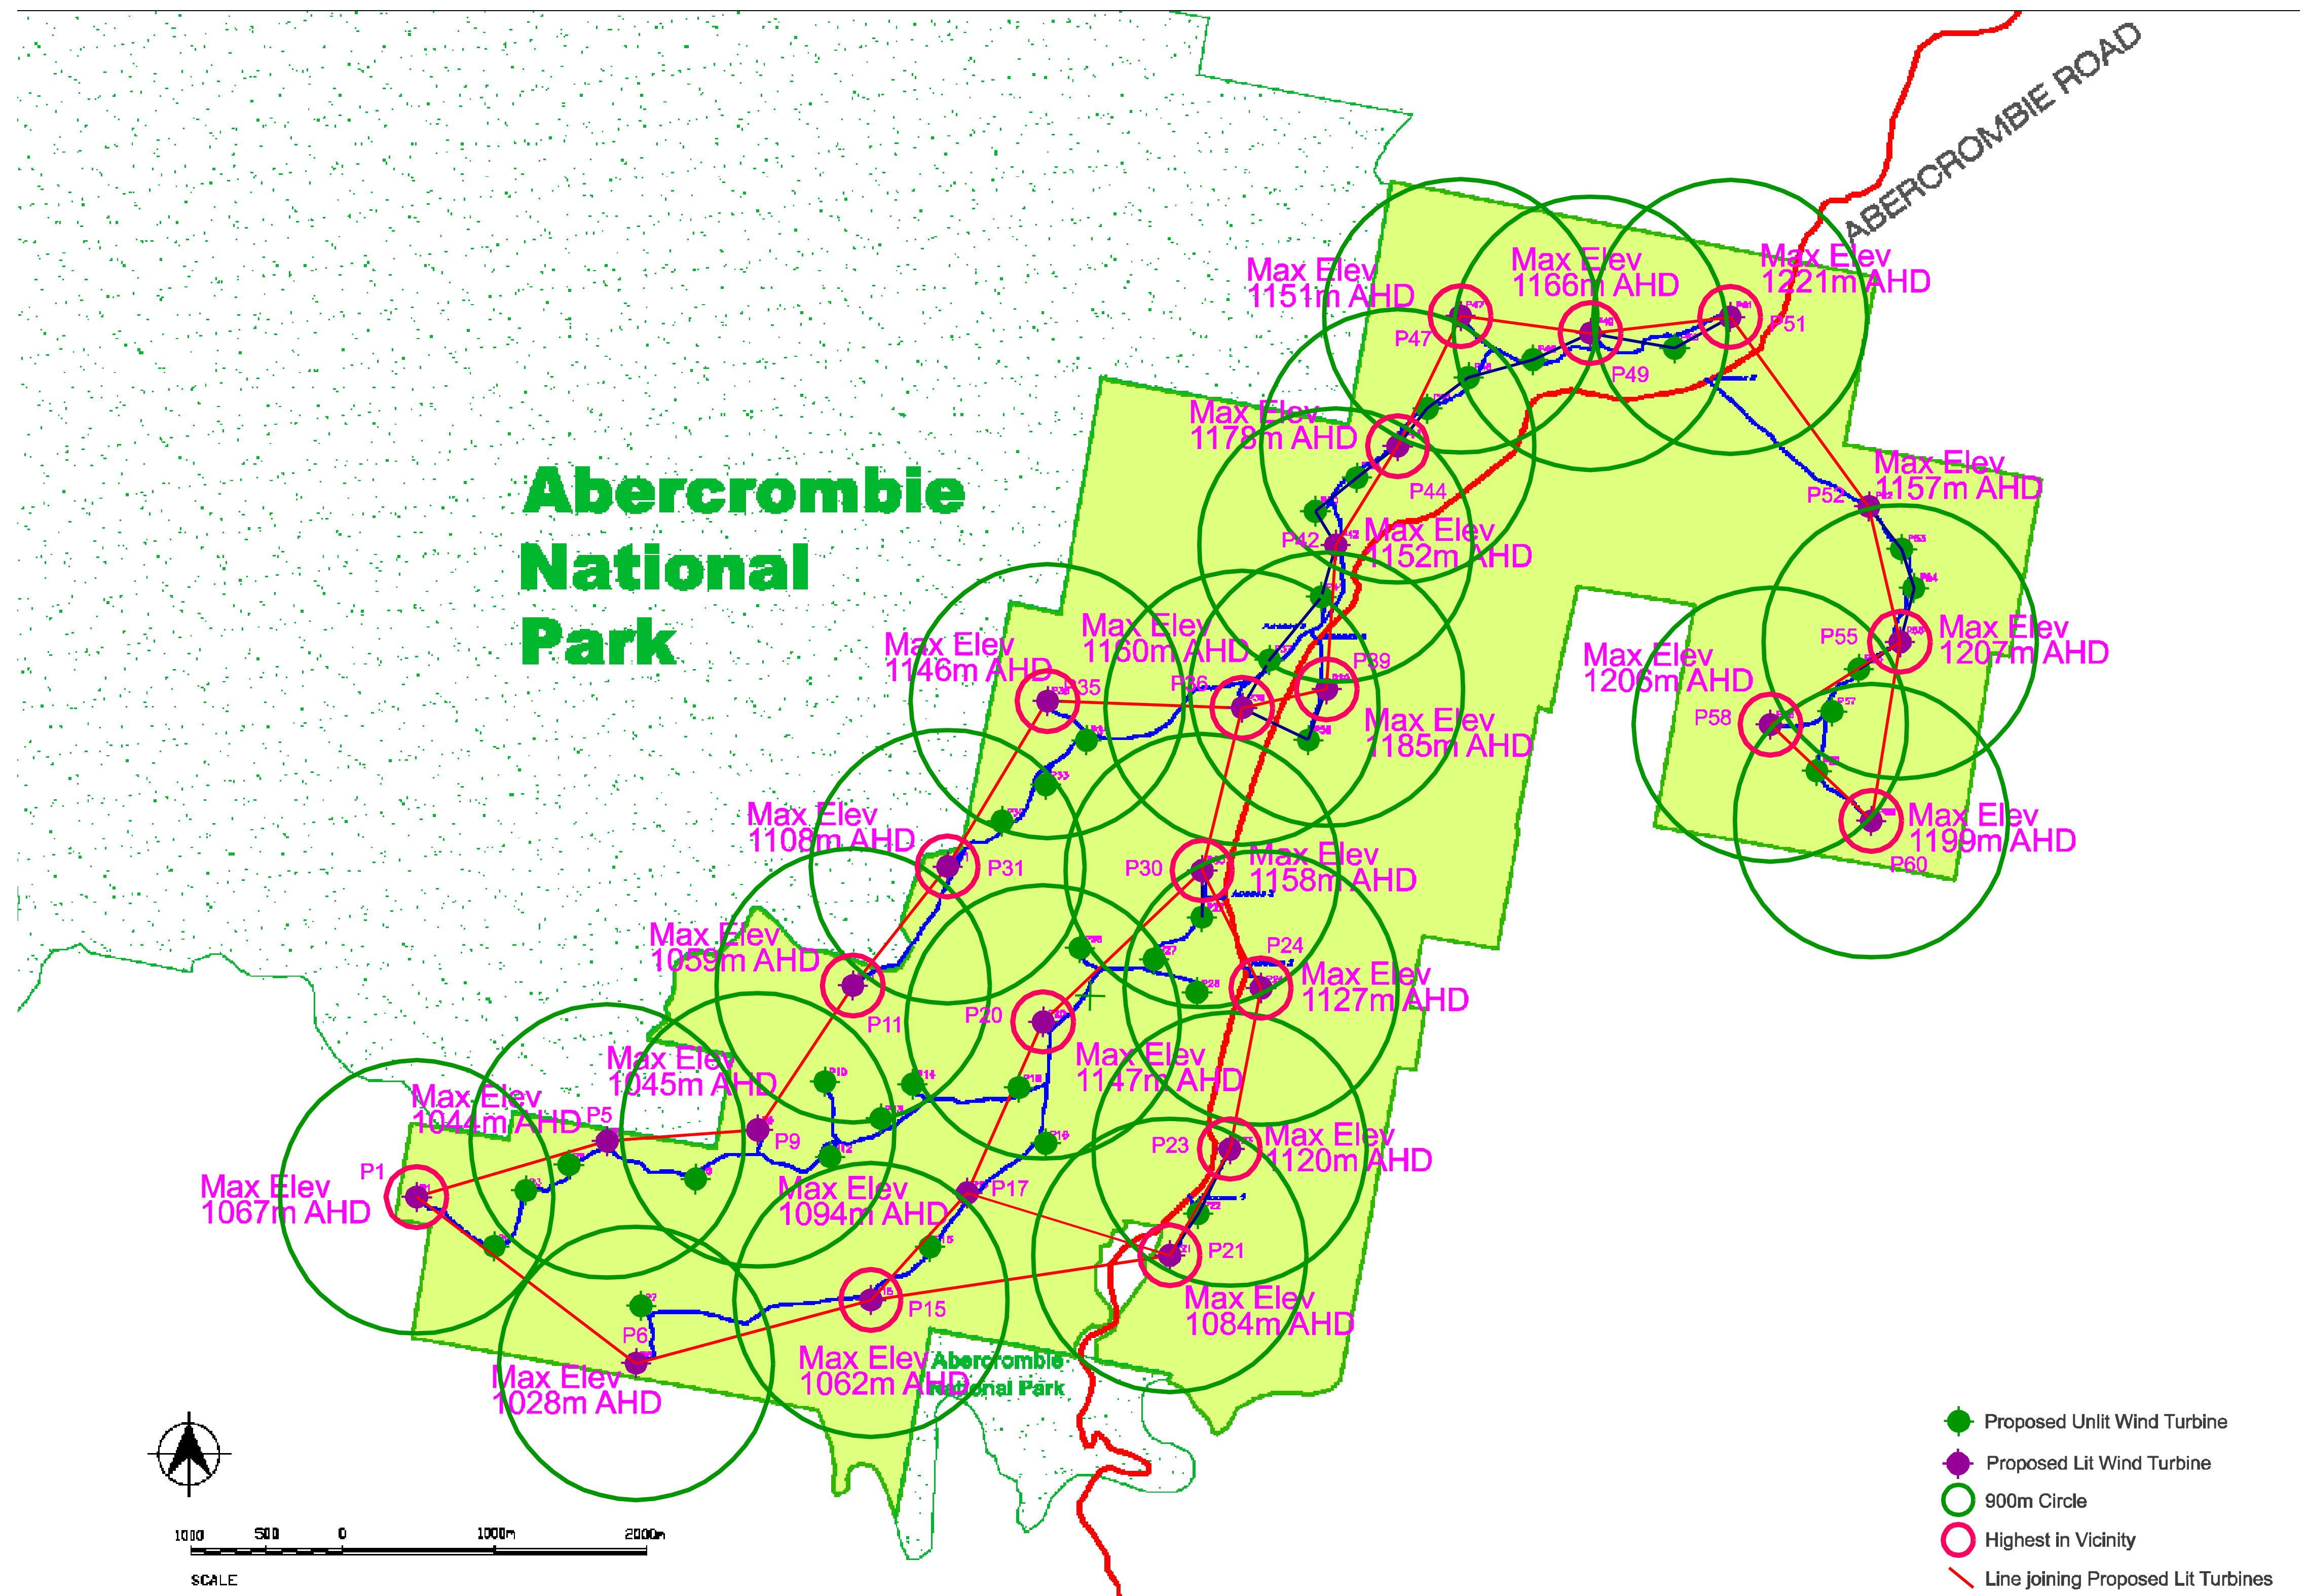 ABERCROMBIE ROAD
Max Elev
1151m AHD
P47
Max Elev
1166m AHD
P49
Max Elev
1221m AHD
P51
Max Elev
1178m AHD
P44
Max Elev
1157m AHD
P52
P42
Max Elev
1152m AHD
Abercrombie
National
Park
Max Elev
1146m AHD
P35
Max Elev
1160m AHD
P36
P39
Max Elev
1185m AHD
P55
Max Elev
1207m AHD
Max Elev
1206m AHD
P58
Max Elev
1199m AHD
P60
Max Elev
1108m AHD
P31
P30
Max Elev
1158m AHD
Max Elev
1059m AHD
P11
P24
Max Elev
1127m AHD
P20
Max Elev
1147m AHD
Max Elev
1045m AHD
P9
Max Elev
1044m AHD
P5
P1
Max Elev
1067m AHD
P23
Max Elev
1120m AHD
Max Elev
1094m AHD
P17
P21
Max Elev
1084m AHD
P15
Max Elev
1062m AHD
P6
Max Elev
1028m AHD
Abercrombie
National Park
1000 500 0 1000m 2000m
SCALE
Proposed Unlit Wind Turbine
Proposed Lit Wind Turbine
900m Circle
Highest in Vicinity
Line joining Proposed Lit Turbines